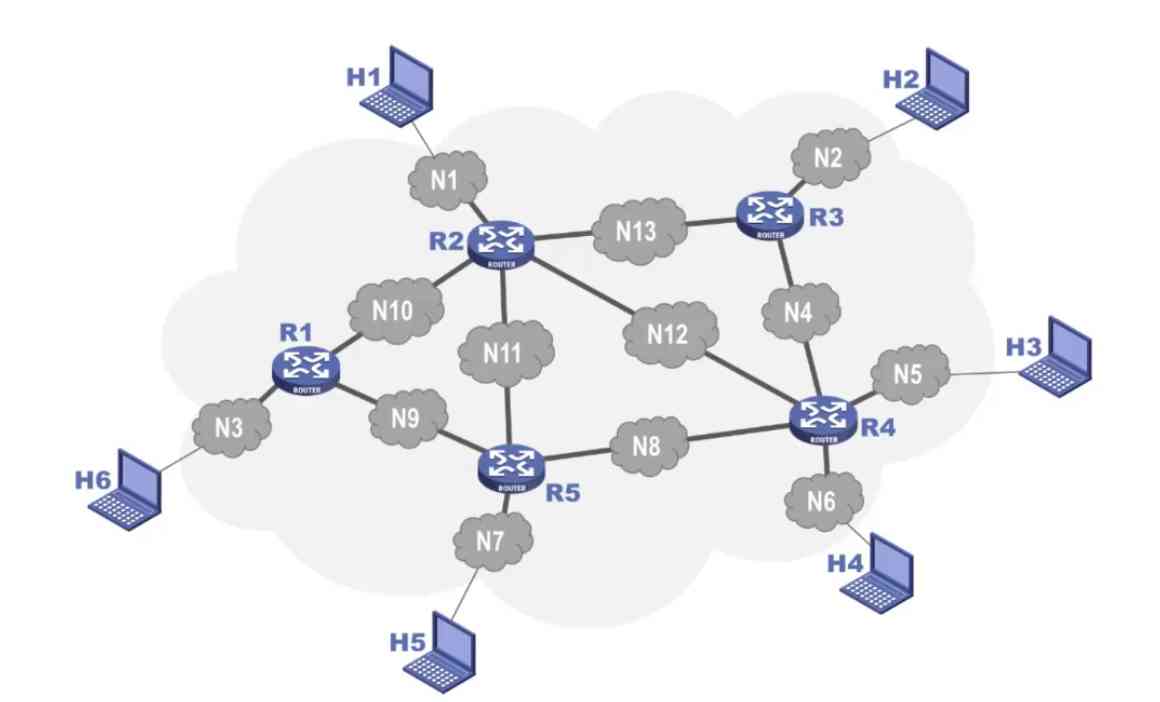 H1
H2
N2
N1
N13
R3
ROUTER
R2
ROUTER
N10
N4
N12
R1
N11
H3
N5
ROUTER
N9
N3
R4
ROUTER
N8
H6
ROUTER
R5
N6
N7
H4
H5